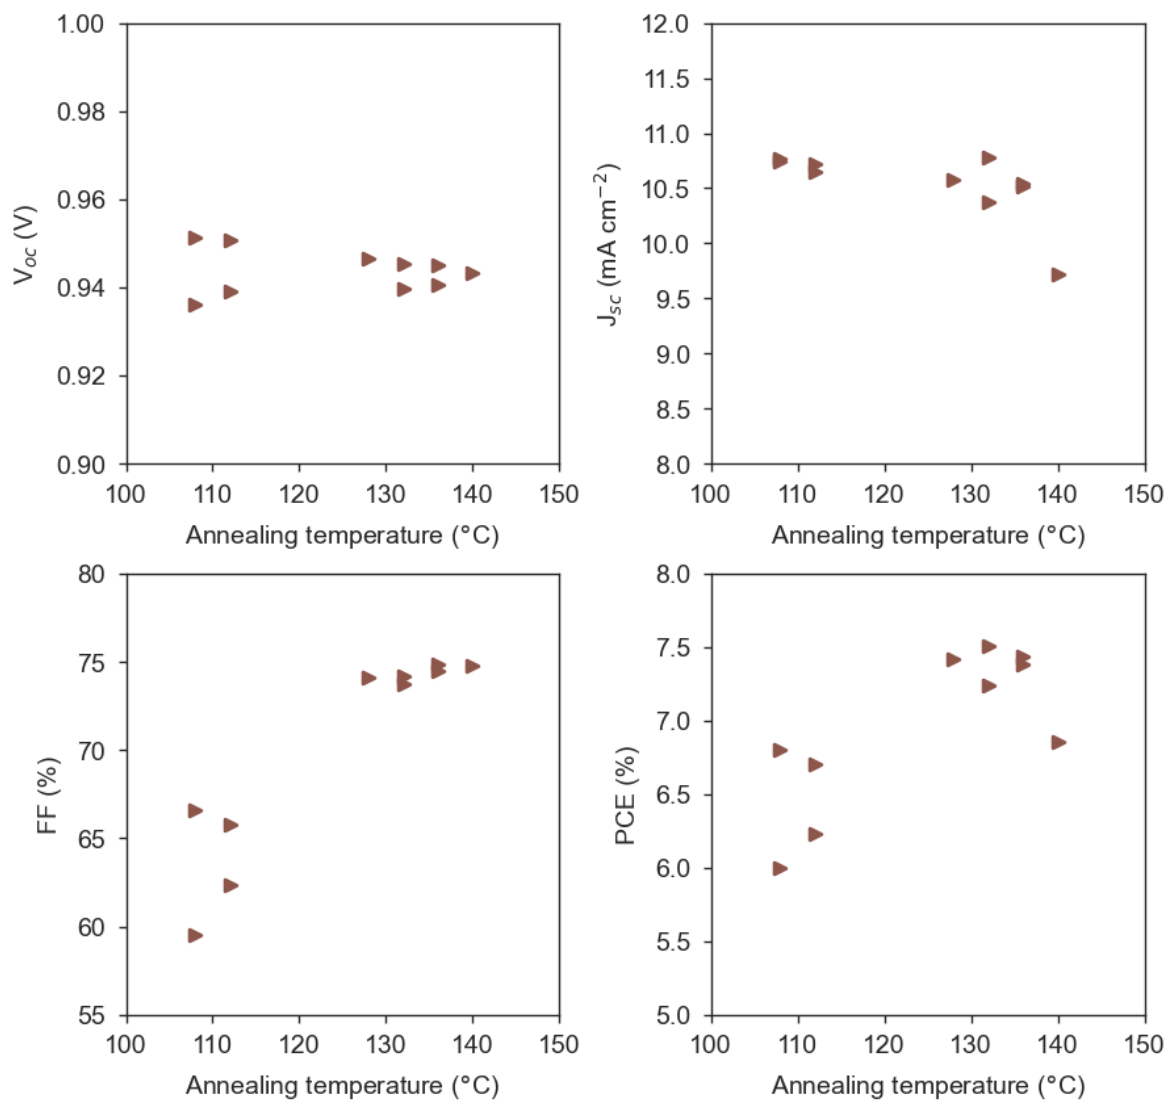 1.00
0.98
0.96
0.94
0.92
0.90
V_oc (V)
100 110 120 130 140 150
Annealing temperature (°C)
12.0
11.5
11.0
10.5
10.0
9.5
9.0
8.5
8.0
J_sc (mA cm⁻²)
100 110 120 130 140 150
Annealing temperature (°C)
80
75
70
65
60
55
FF (%)
100 110 120 130 140 150
Annealing temperature (°C)
8.0
7.5
7.0
6.5
6.0
5.5
5.0
PCE (%)
100 110 120 130 140 150
Annealing temperature (°C)